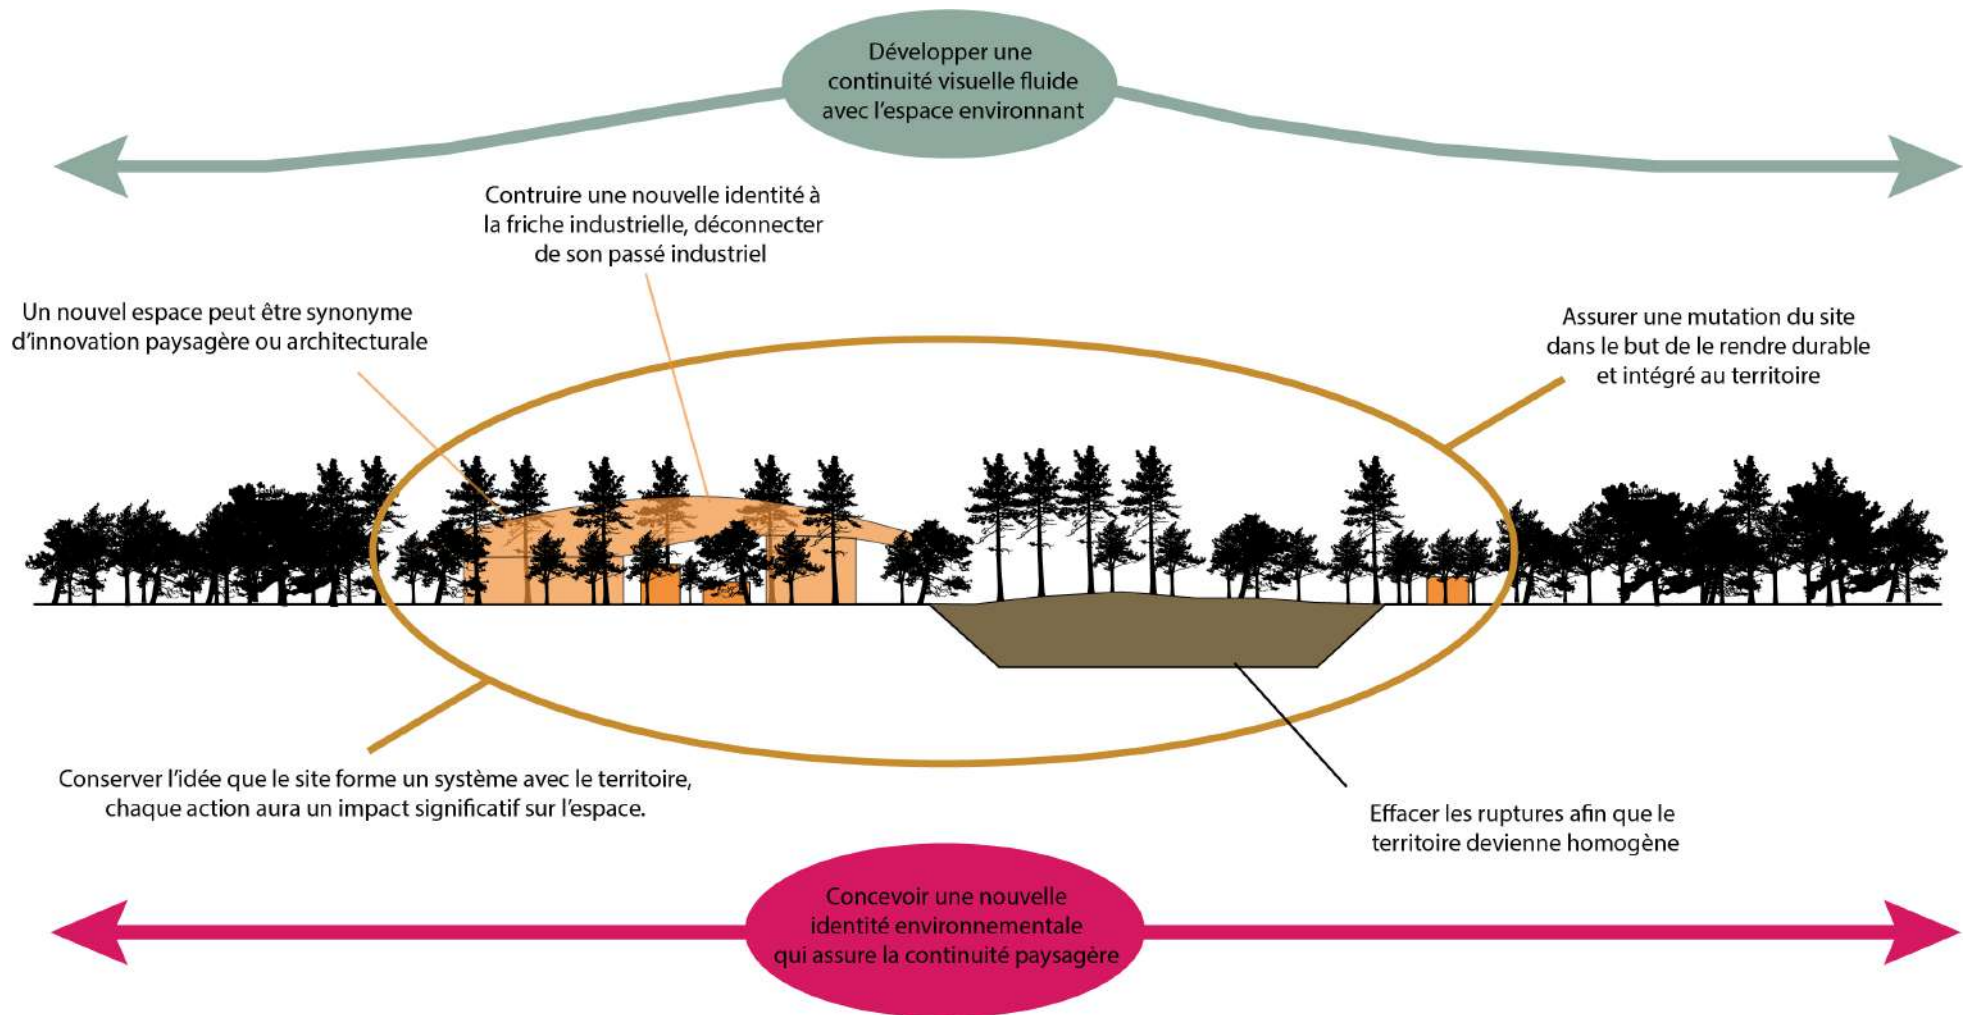 Développer une
continuité visuelle fluide
avec l'espace environnant
Contruire une nouvelle identité à
la friche industrielle, déconnecter
de son passé industriel
Un nouvel espace peut être synonyme
d'innovation paysagère ou architecturale
Assurer une mutation du site
dans le but de le rendre durable
et intégré au territoire
Conserver l'idée que le site forme un système avec le territoire,
chaque action aura un impact significatif sur l'espace.
Effacer les ruptures afin que le
territoire devienne homogène
Concevoir une nouvelle
identité environnementale
qui assure la continuité paysagère